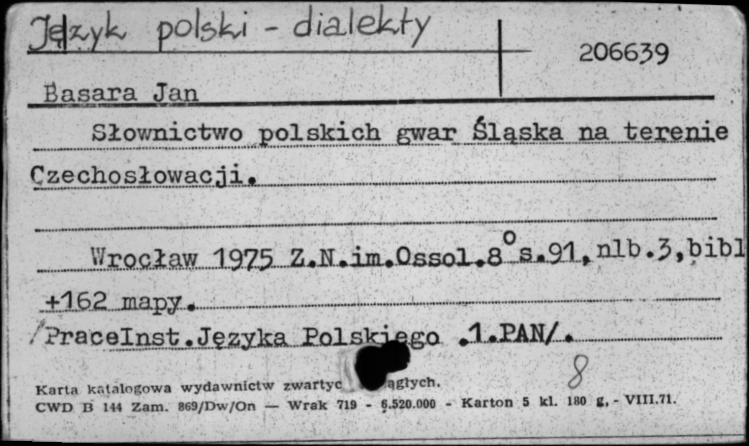 Język polski - dialekty
206639
Basara Jan
Słownictwo polskich gwar Śląska na terenie
Czechosłowacji.
Wrocław 1975 Z.N.im.Ossol.8° s.91,nlb.3,bibl
+162 mapy.
/PraceInst.Języka Polskiego .1.PAN/.
8
Karta katalogowa wydawnictw zwartyc ągłych.
CWD B 144 Zam. 869/Dw/On — Wrak 719 - 6.520.000 - Karton 5 kl. 180 g, - VIII.71.